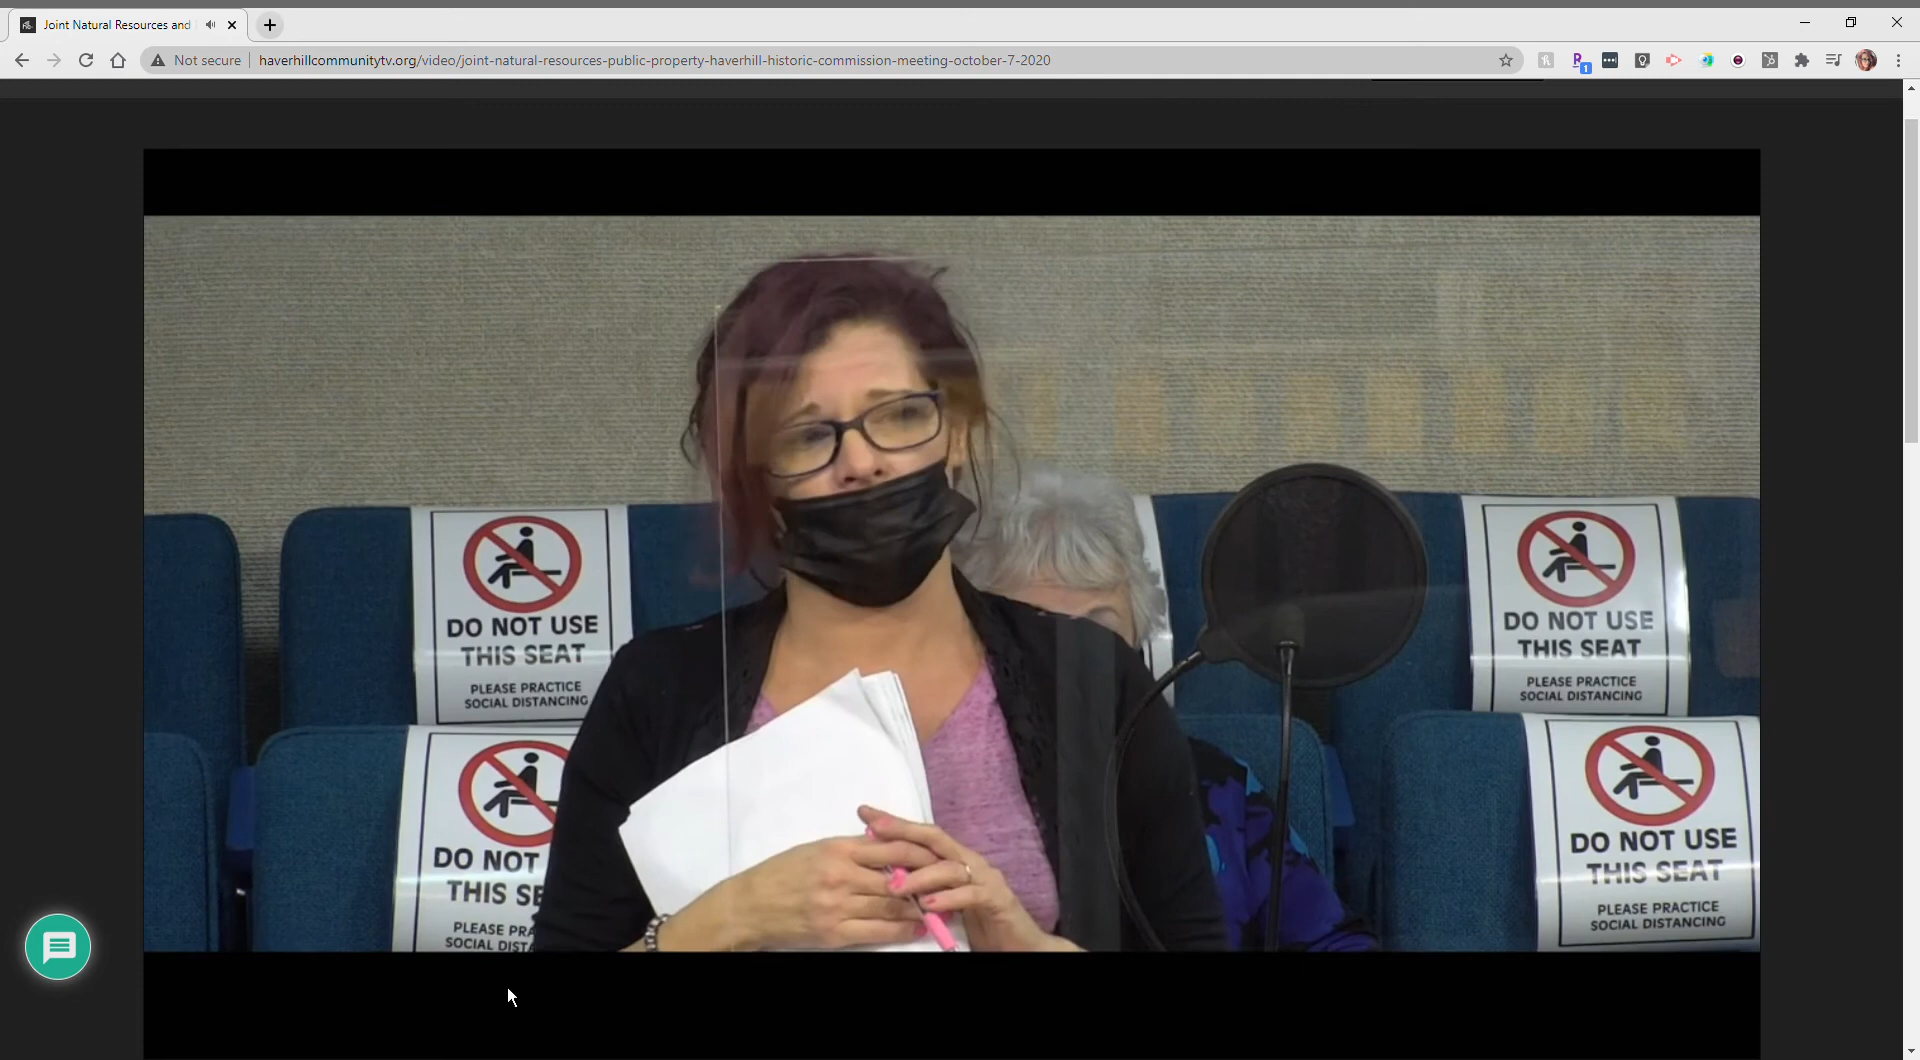 Joint Natural Resources and
Not secure
haverhillcommunitytv.org/video/joint-natural-resources-public-property-haverhill-historic-commission-meeting-october-7-2020
1
DO NOT USE
THIS SEAT
PLEASE PRACTICE
SOCIAL DISTANCING
DO NOT USE
THIS SEAT
PLEASE PRACTICE
SOCIAL DISTANCING
DO NOT
THIS SE
PLEASE PRA
SOCIAL DISTA
DO NOT USE
THIS SEAT
PLEASE PRACTICE
SOCIAL DISTANCING